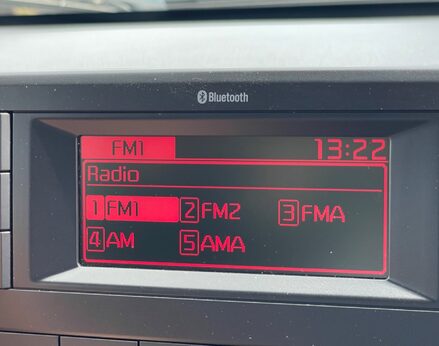 Bluetooth
FM1 13:22
Radio
1 FM1 2 FM2 3 FMA
4 AM 5 AMA